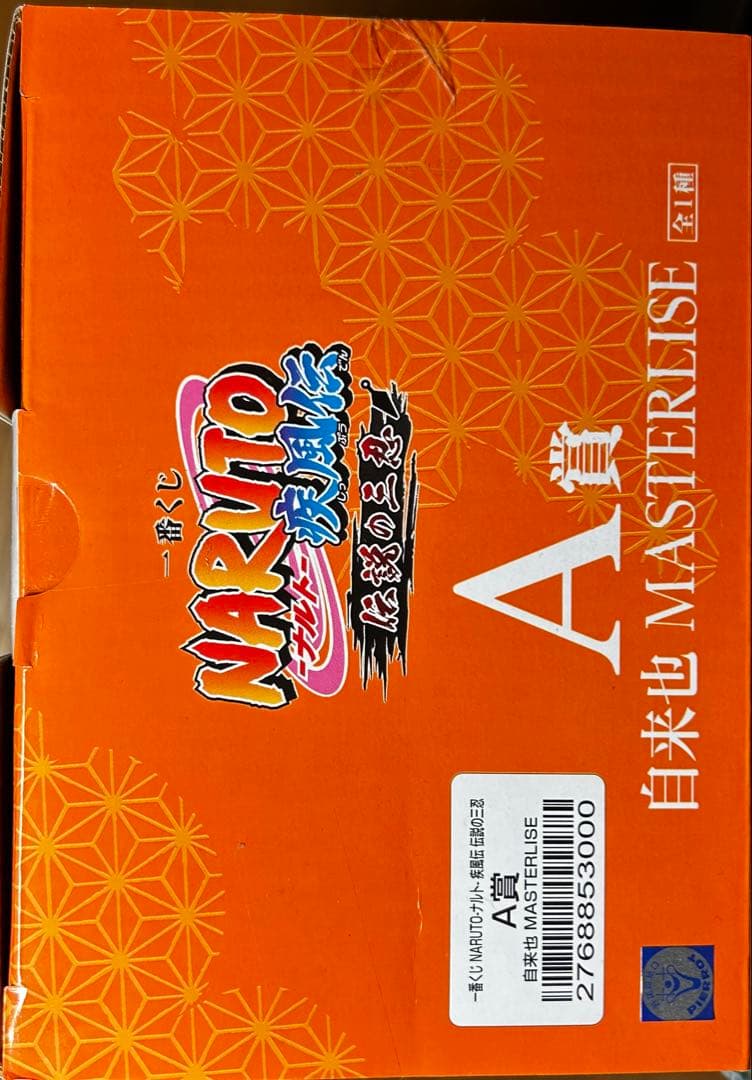 一番くじ
NARUTO
-ナルト-
疾風伝
しっぷうでん
伝説の三忍
A賞
自来也 MASTERLISE 全1種
一番くじ NARUTO-ナルト- 疾風伝 伝説の三忍
A賞
自来也 MASTERLISE
2768853000
PIERROT